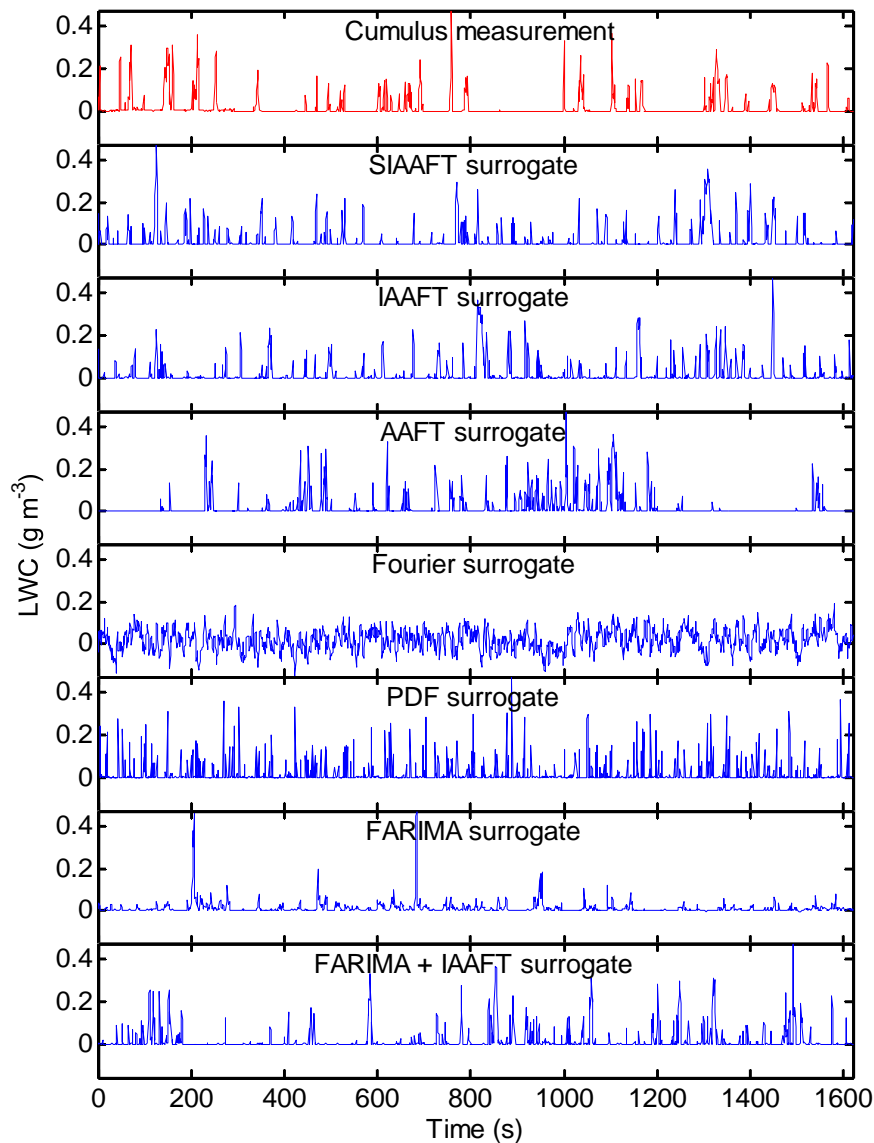 Cumulus measurement
0.4
0.2
0
SIAAFT surrogate
0.4
0.2
0
IAAFT surrogate
0.4
0.2
0
AAFT surrogate
0.4
0.2
0
LWC (g m-3)
Fourier surrogate
0.4
0.2
0
PDF surrogate
0.4
0.2
0
FARIMA surrogate
0.4
0.2
0
FARIMA + IAAFT surrogate
0.4
0.2
0
0 200 400 600 800 1000 1200 1400 1600
Time (s)